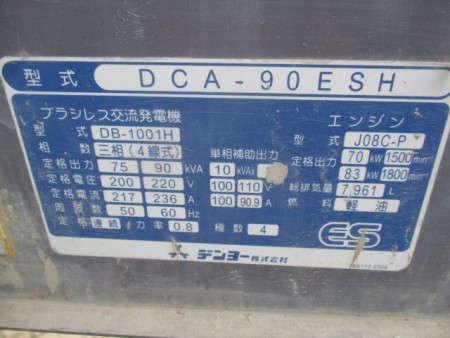 型式 DCA-90ESH
ブラシレス交流発電機 エンジン
型式 DB-1001H 型式 J08C-P
相数 三相(4線式) 単相補助出力 定格出力 70 kW 1500 min⁻¹
定格出力 75 90 kVA 10 kVA 83 kW 1800 min⁻¹
定格電圧 200 220 V 100 110 V 総排気量 7.961 L
定格電流 217 236 A 100 90.9 A 燃料 軽油
周波数 50 60 Hz
定格 連続 力率 0.8 極数 4 ES
デンヨー株式会社